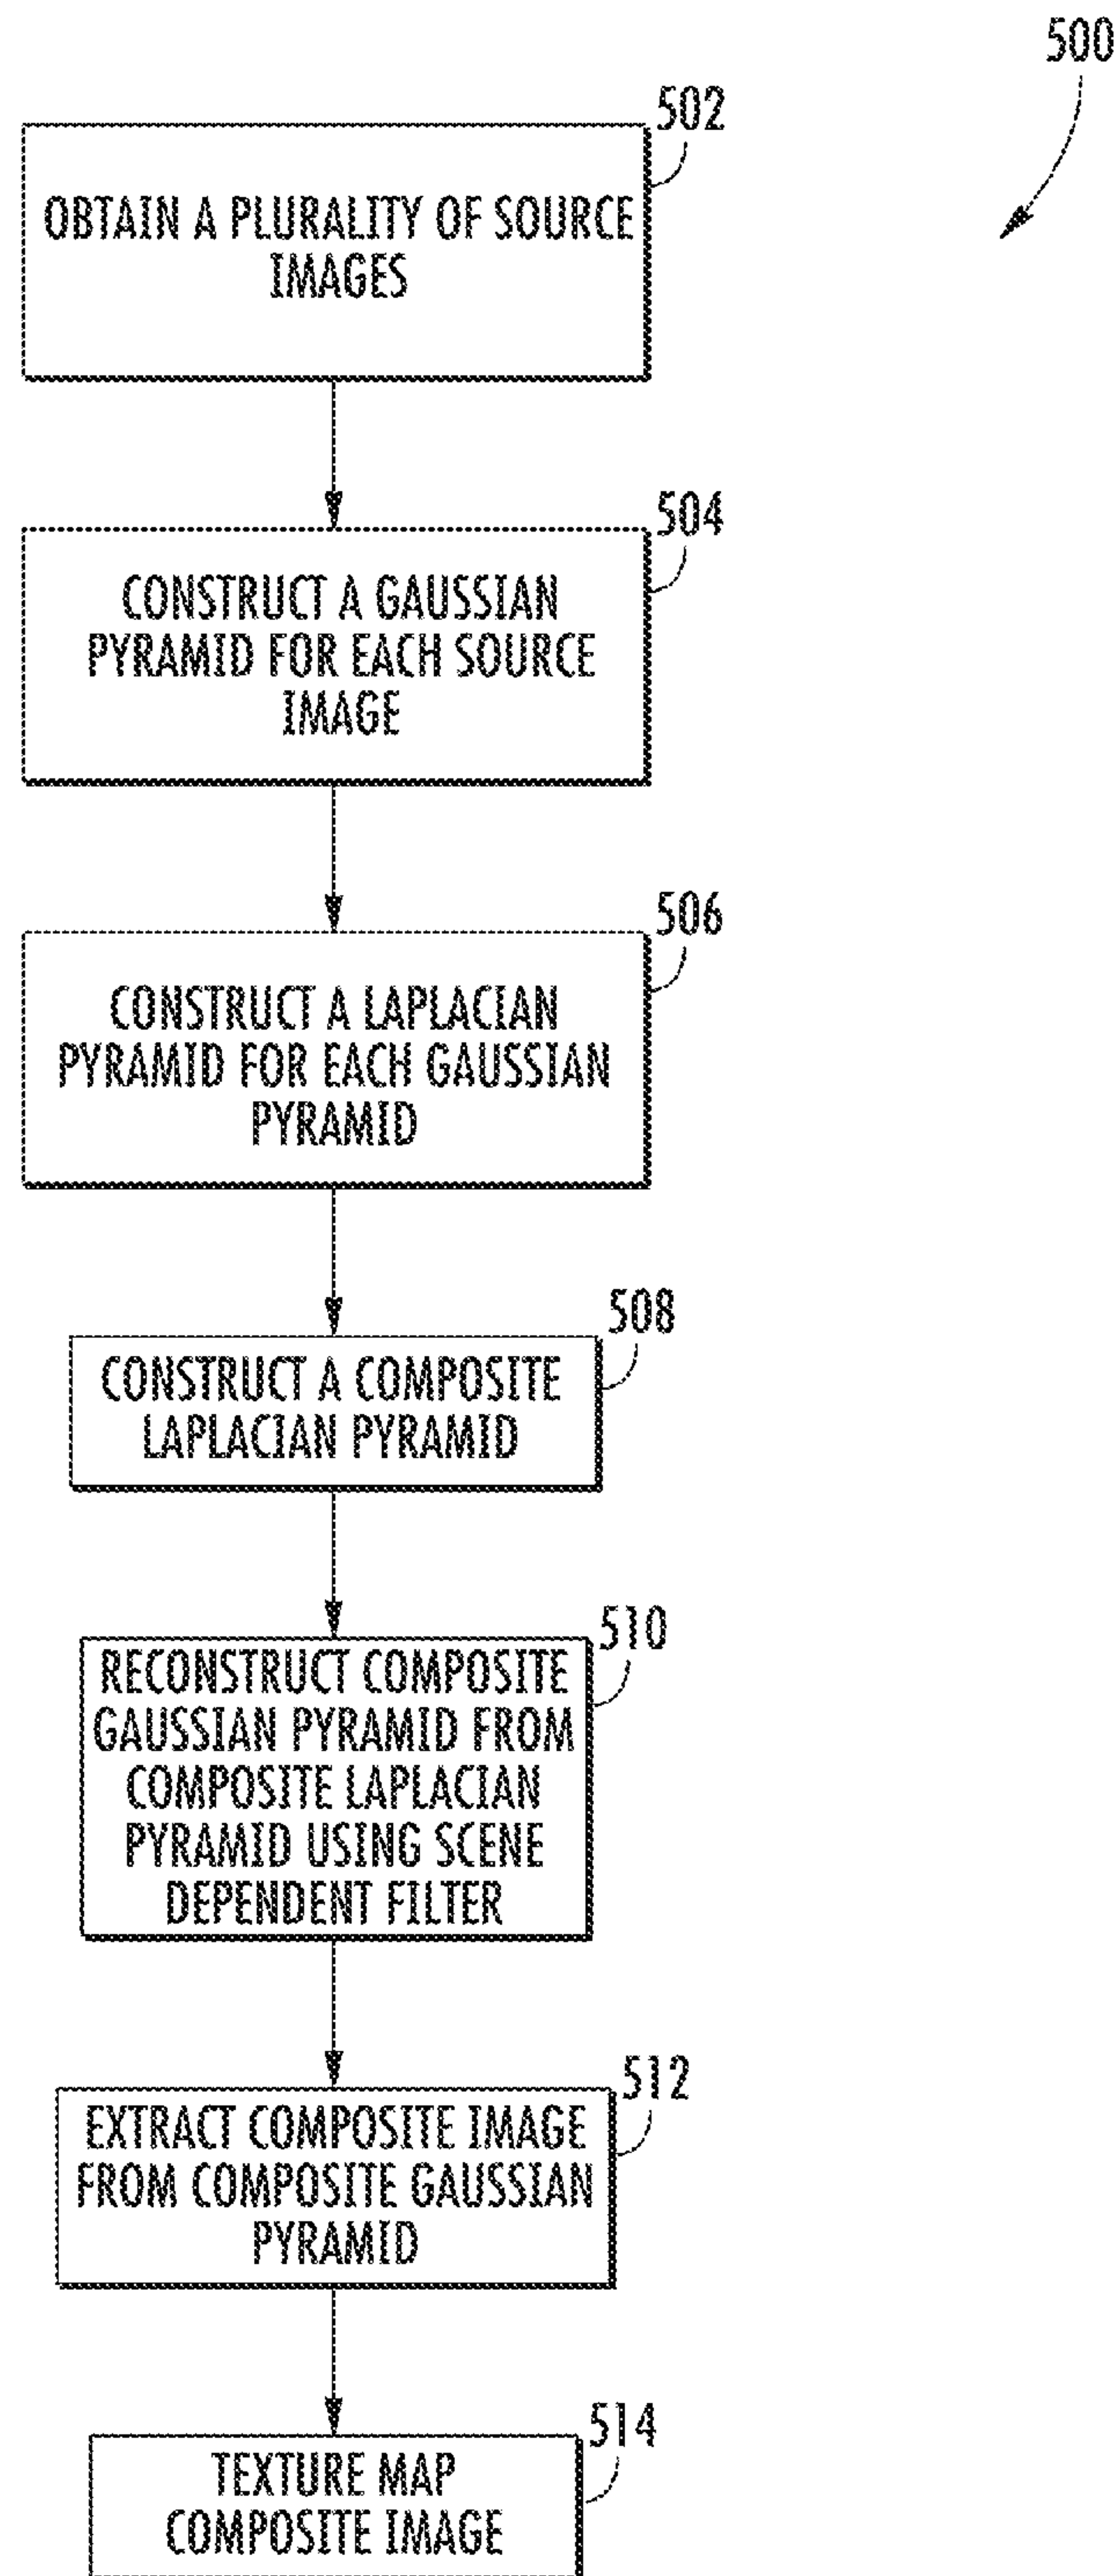 500
502
OBTAIN A PLURALITY OF SOURCE
IMAGES
504
CONSTRUCT A GAUSSIAN
PYRAMID FOR EACH SOURCE
IMAGE
506
CONSTRUCT A LAPLACIAN
PYRAMID FOR EACH GAUSSIAN
PYRAMID
508
CONSTRUCT A COMPOSITE
LAPLACIAN PYRAMID
510
RECONSTRUCT COMPOSITE
GAUSSIAN PYRAMID FROM
COMPOSITE LAPLACIAN
PYRAMID USING SCENE
DEPENDENT FILTER
512
EXTRACT COMPOSITE IMAGE
FROM COMPOSITE GAUSSIAN
PYRAMID
514
TEXTURE MAP
COMPOSITE IMAGE